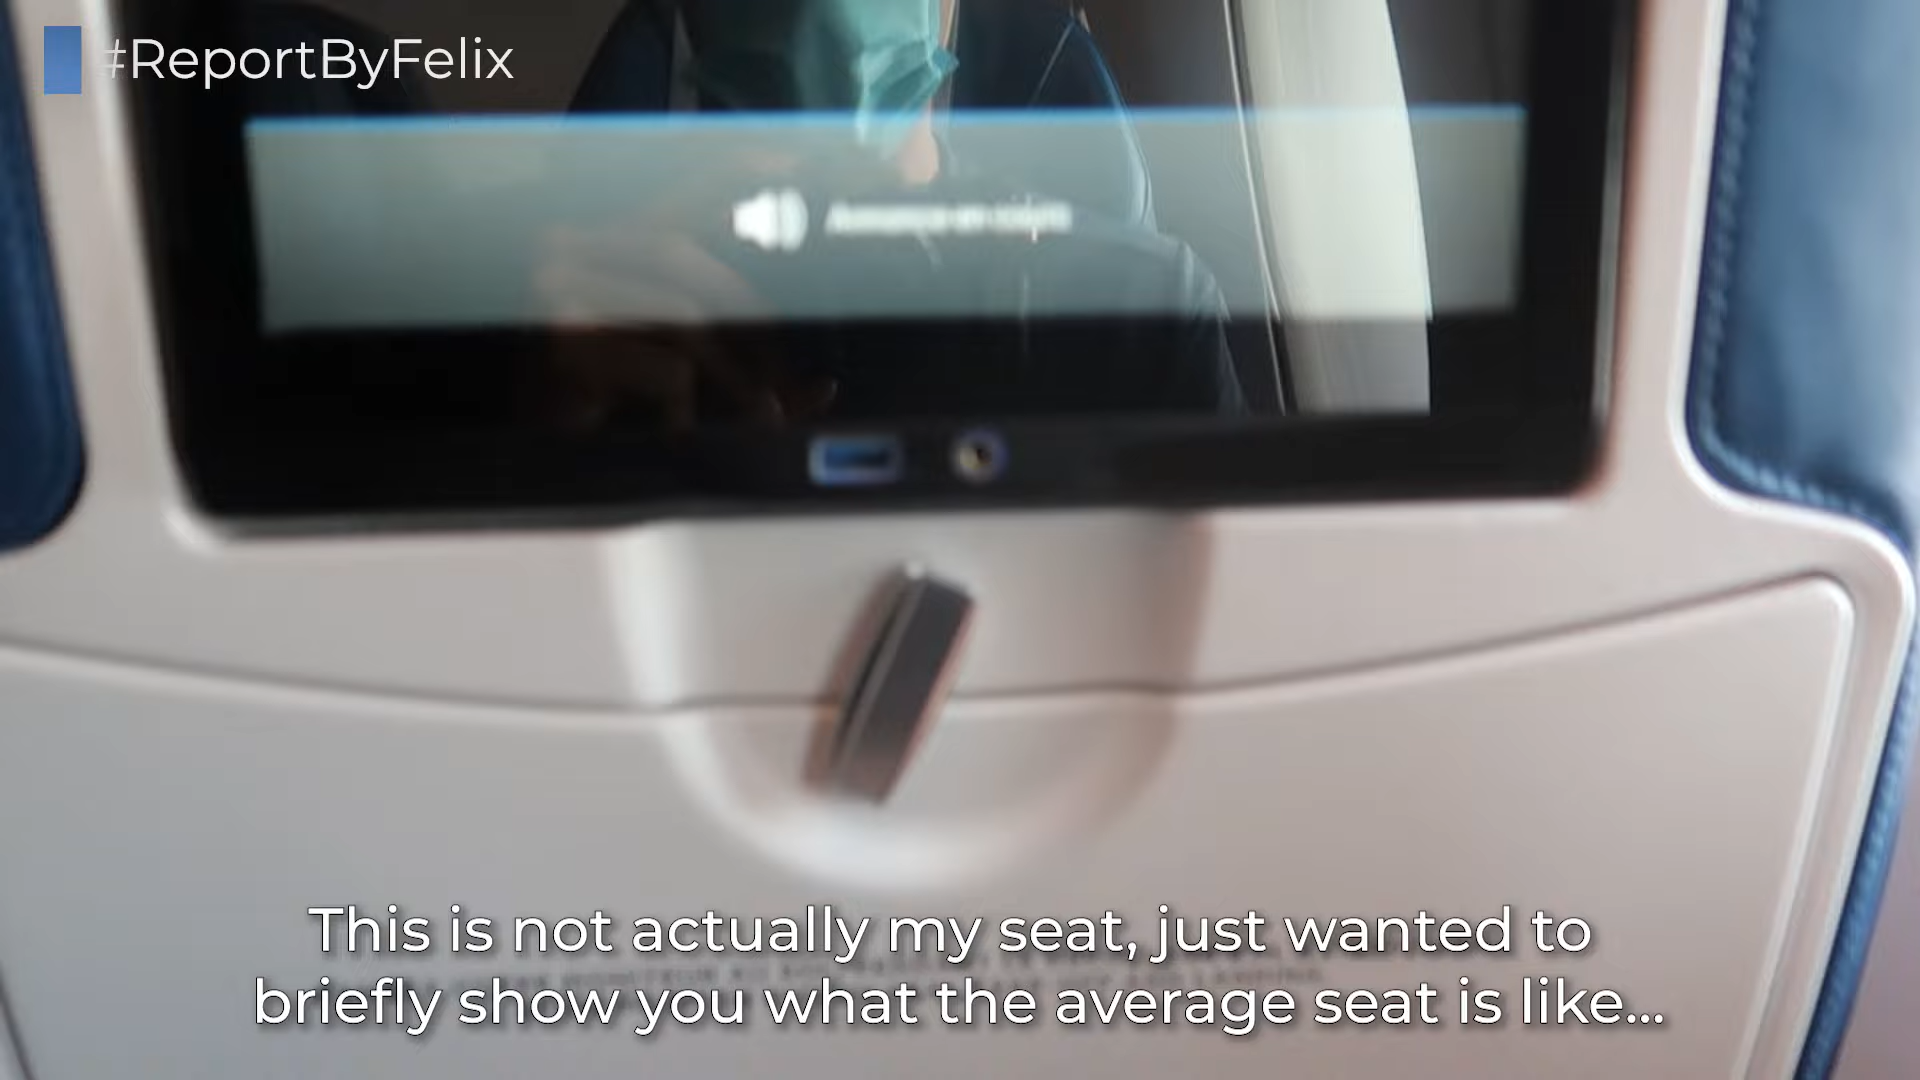 #ReportByFelix
This is not actually my seat, just wanted to
briefly show you what the average seat is like...